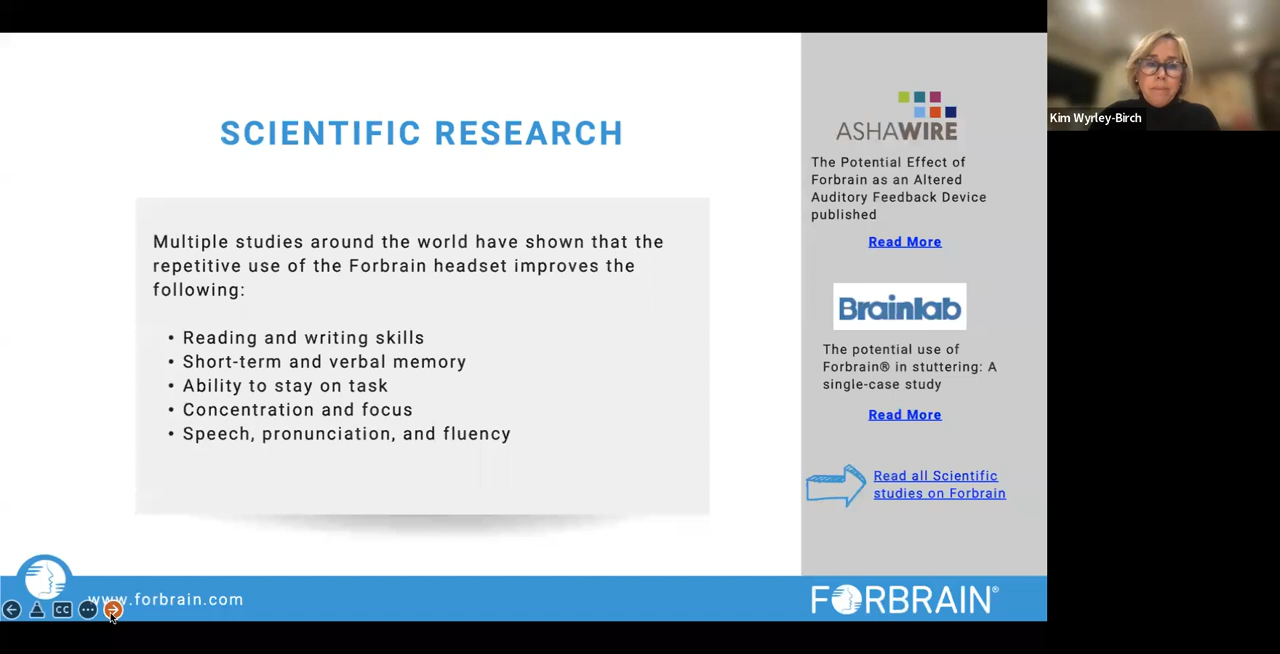 SCIENTIFIC RESEARCH
Multiple studies around the world have shown that the
repetitive use of the Forbrain headset improves the
following:
• Reading and writing skills
• Short-term and verbal memory
• Ability to stay on task
• Concentration and focus
• Speech, pronunciation, and fluency
ASHAWIRE
The Potential Effect of
Forbrain as an Altered
Auditory Feedback Device
published
Read More
Brainlab
The potential use of
Forbrain® in stuttering: A
single-case study
Read More
Read all Scientific
studies on Forbrain
www.forbrain.com
CC
FORBRAIN®
Kim Wyrley-Birch